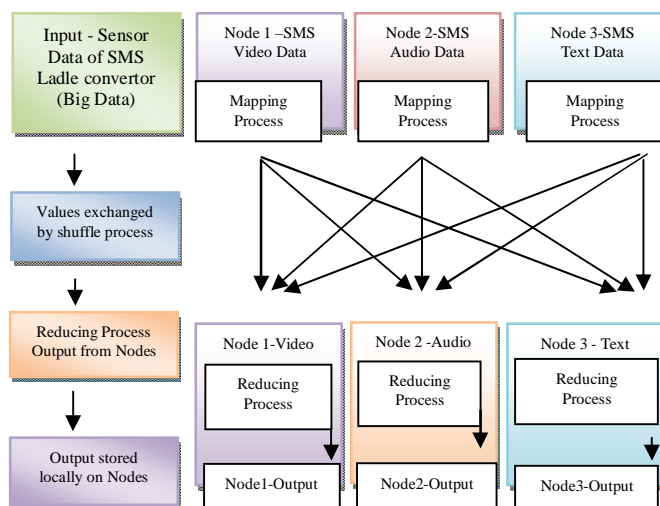 Input - Sensor
Data of SMS
Ladle convertor
(Big Data)
Node 1 –SMS
Video Data
Mapping
Process
Node 2-SMS
Audio Data
Mapping
Process
Node 3-SMS
Text Data
Mapping
Process
Values exchanged
by shuffle process
Reducing Process
Output from Nodes
Output stored
locally on Nodes
Node 1-Video
Reducing
Process
Node1-Output
Node 2 -Audio
Reducing
Process
Node2-Output
Node 3 - Text
Reducing
Process
Node3-Output